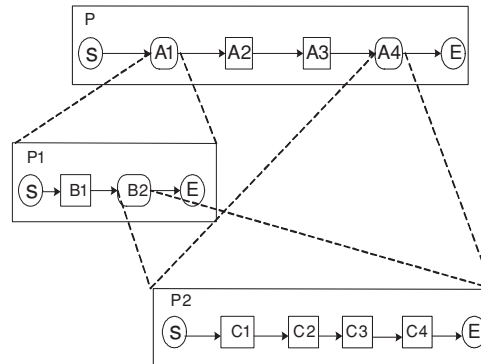 P
S A1 A2 A3 A4 E
P1
S B1 B2 E
P2
S C1 C2 C3 C4 E